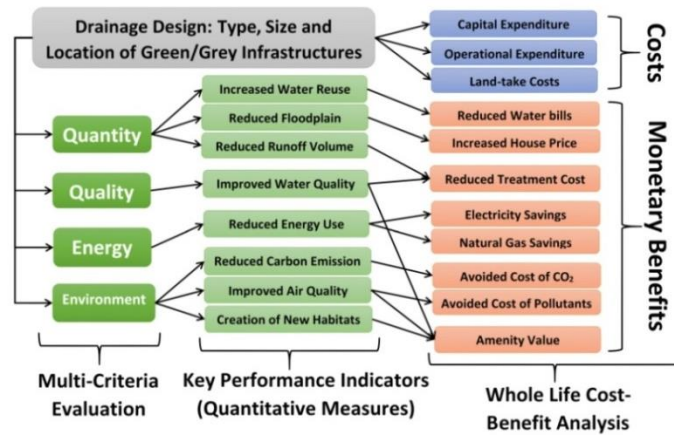 Drainage Design: Type, Size and
Location of Green/Grey Infrastructures
Capital Expenditure
Operational Expenditure
Land-take Costs
Costs
Quantity
Quality
Energy
Environment
Increased Water Reuse
Reduced Floodplain
Reduced Runoff Volume
Improved Water Quality
Reduced Energy Use
Reduced Carbon Emission
Improved Air Quality
Creation of New Habitats
Reduced Water bills
Increased House Price
Reduced Treatment Cost
Electricity Savings
Natural Gas Savings
Avoided Cost of CO₂
Avoided Cost of Pollutants
Amenity Value
Monetary Benefits
Multi-Criteria
Evaluation
Key Performance Indicators
(Quantitative Measures)
Whole Life Cost-
Benefit Analysis